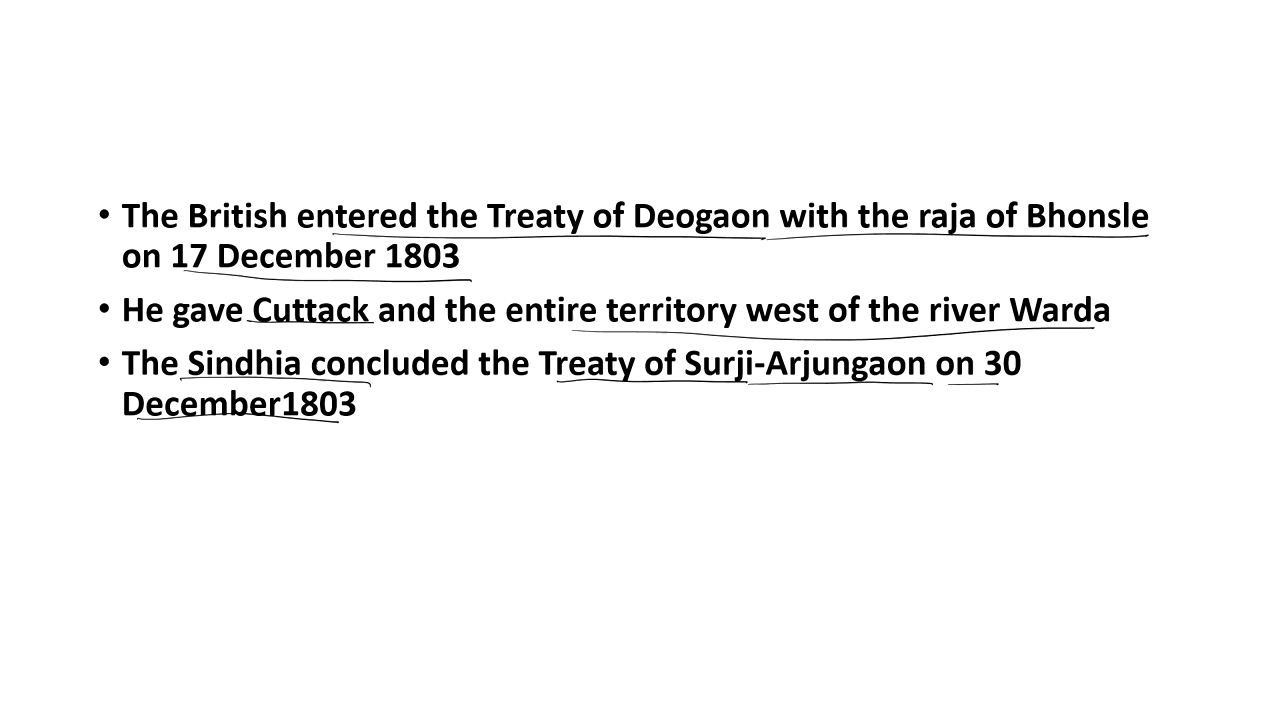 • The British entered the Treaty of Deogaon with the raja of Bhonsle
on 17 December 1803
• He gave Cuttack and the entire territory west of the river Warda
• The Sindhia concluded the Treaty of Surji-Arjungaon on 30
December1803